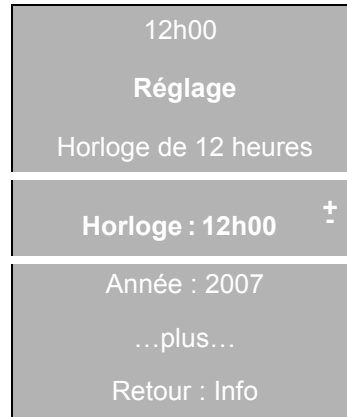 12h00
Réglage
Horloge de 12 heures
Horloge : 12h00 +
-
Année : 2007
…plus…
Retour : Info